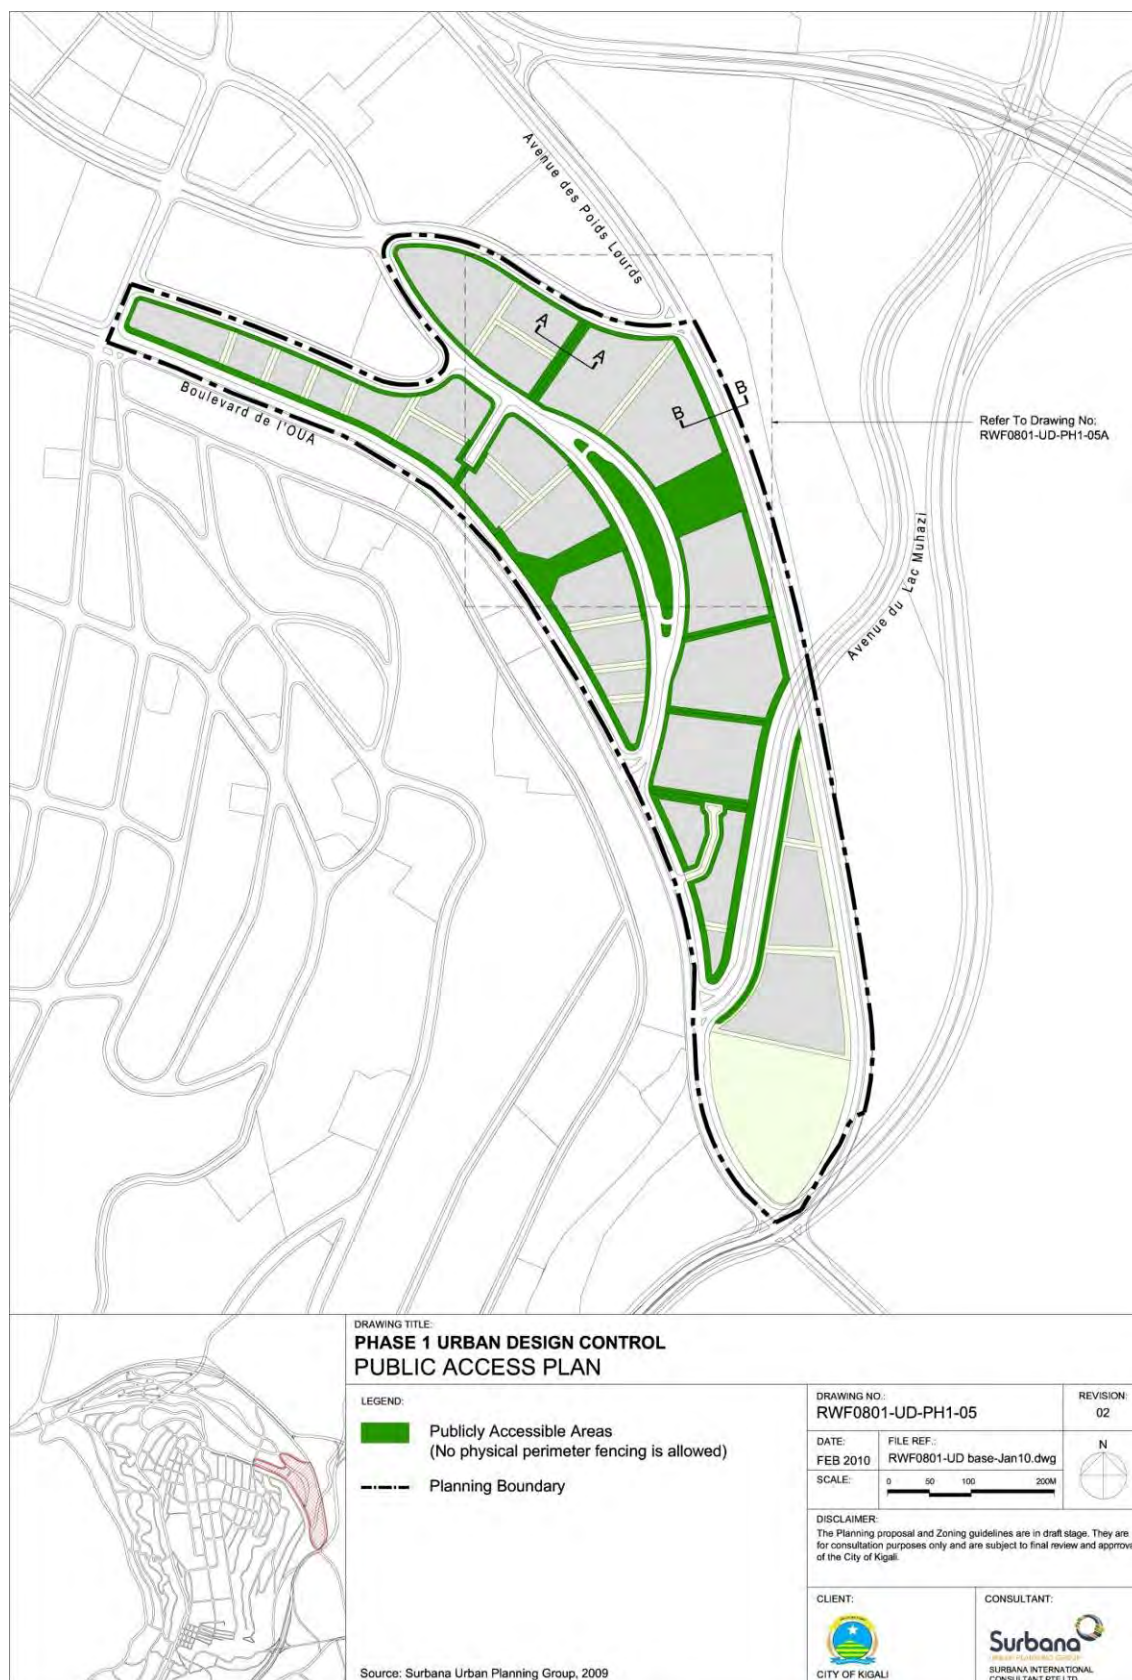 Avenue des Poids Lourds
A
A
B
B
Boulevard de l'OUA
Refer To Drawing No:
RWF0801-UD-PH1-05A
Avenue du Lac Muhazi
DRAWING TITLE:
PHASE 1 URBAN DESIGN CONTROL
PUBLIC ACCESS PLAN
LEGEND:
Publicly Accessible Areas
(No physical perimeter fencing is allowed)
Planning Boundary
Source: Surbana Urban Planning Group, 2009
DRAWING NO.:
RWF0801-UD-PH1-05
REVISION:
02
DATE:
FEB 2010
FILE REF.:
RWF0801-UD base-Jan10.dwg
N
SCALE:
0 50 100 200M
DISCLAIMER:
The Planning proposal and Zoning guidelines are in draft stage. They are
for consultation purposes only and are subject to final review and approva
of the City of Kigali.
CLIENT:
CITY OF KIGALI
CONSULTANT:
Surbana
URBAN PLANNING GROUP
SURBANA INTERNATIONAL
CONSULTANT PTE LTD